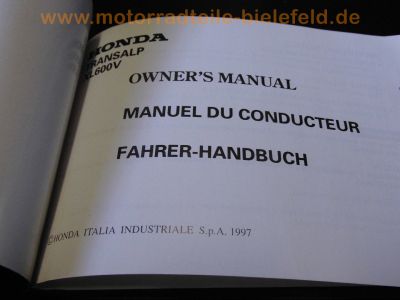 www.motorradteile-bielefeld.de
HONDA
TRANSALP
XL600V
OWNER'S MANUAL
MANUEL DU CONDUCTEUR
FAHRER-HANDBUCH
©HONDA ITALIA INDUSTRIALE S.p.A, 1997